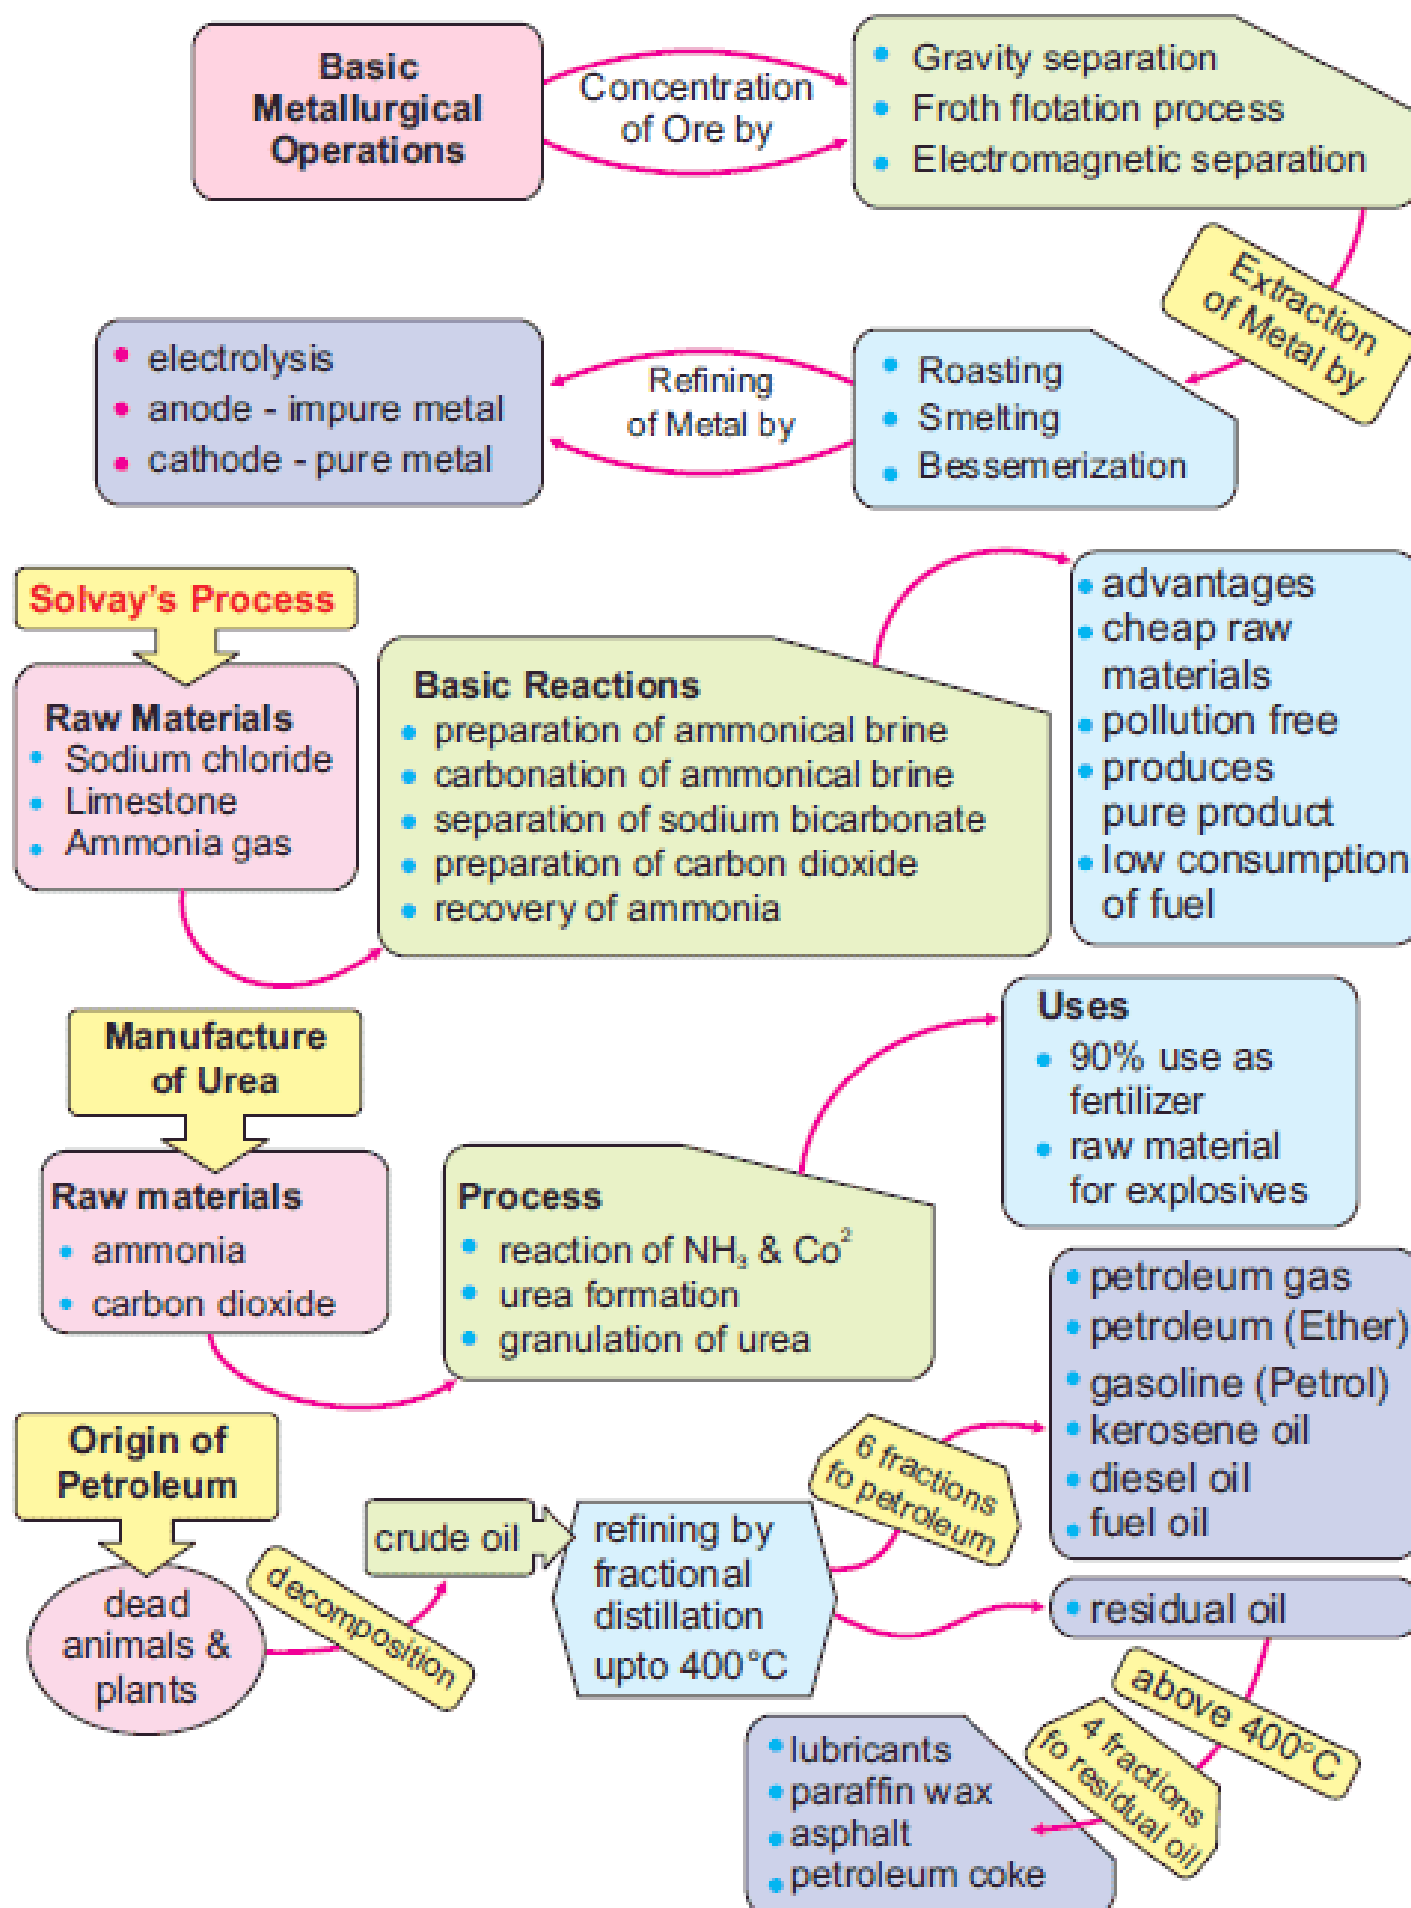 Basic
Metallurgical
Operations
Concentration
of Ore by
Gravity separation
Froth flotation process
Electromagnetic separation
Extraction
of Metal by
Roasting
Smelting
Bessemerization
Refining
of Metal by
electrolysis
anode - impure metal
cathode - pure metal
Solvay's Process
Raw Materials
Sodium chloride
Limestone
Ammonia gas
Basic Reactions
preparation of ammonical brine
carbonation of ammonical brine
separation of sodium bicarbonate
preparation of carbon dioxide
recovery of ammonia
advantages
cheap raw
materials
pollution free
produces
pure product
low consumption
of fuel
Manufacture
of Urea
Raw materials
ammonia
carbon dioxide
Process
reaction of NH₃ & Co²
urea formation
granulation of urea
Uses
90% use as
fertilizer
raw material
for explosives
Origin of
Petroleum
dead
animals &
plants
decomposition
crude oil
refining by
fractional
distillation
upto 400°C
6 fractions
fo petroleum
petroleum gas
petroleum (Ether)
gasoline (Petrol)
kerosene oil
diesel oil
fuel oil
residual oil
above 400°C
4 fractions
fo residual oil
lubricants
paraffin wax
asphalt
petroleum coke